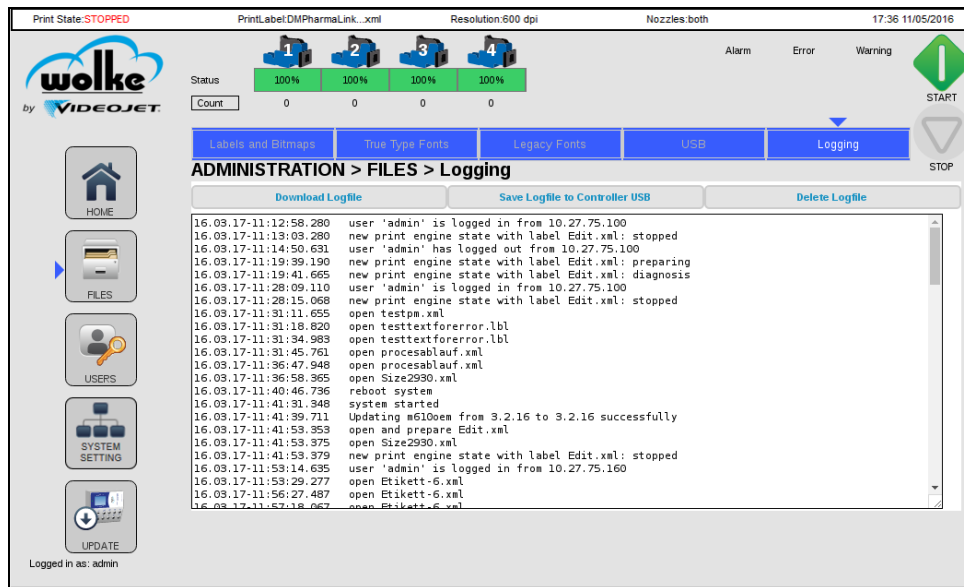 Print State:STOPPED PrintLabel:DMPharmaLink...xml Resolution:600 dpi Nozzles:both 17:36 11/05/2016
wolke
by VIDEOJET.
1 2 3 4
Status 100% 100% 100% 100%
Count 0 0 0 0
Alarm Error Warning
START
STOP
Labels and Bitmaps True Type Fonts Legacy Fonts USB Logging
ADMINISTRATION > FILES > Logging
Download Logfile Save Logfile to Controller USB Delete Logfile
HOME
FILES
USERS
SYSTEM
SETTING
UPDATE
Logged in as: admin
16.03.17-11:12:58.280 user 'admin' is logged in from 10.27.75.100
16.03.17-11:13:03.280 new print engine state with label Edit.xml: stopped
16.03.17-11:14:50.631 user 'admin' has logged out from 10.27.75.100
16.03.17-11:19:39.190 new print engine state with label Edit.xml: preparing
16.03.17-11:19:41.665 new print engine state with label Edit.xml: diagnosis
16.03.17-11:28:09.110 user 'admin' is logged in from 10.27.75.100
16.03.17-11:28:15.068 new print engine state with label Edit.xml: stopped
16.03.17-11:31:11.655 open testpm.xml
16.03.17-11:31:18.820 open testtextforerror.lbl
16.03.17-11:31:34.983 open testtextforerror.lbl
16.03.17-11:31:45.761 open procesablauf.xml
16.03.17-11:36:47.948 open procesablauf.xml
16.03.17-11:36:58.365 open Size2930.xml
16.03.17-11:40:46.736 reboot system
16.03.17-11:41:31.348 system started
16.03.17-11:41:39.711 Updating m610oem from 3.2.16 to 3.2.16 successfully
16.03.17-11:41:53.353 open and prepare Edit.xml
16.03.17-11:41:53.375 open Size2930.xml
16.03.17-11:41:53.379 new print engine state with label Edit.xml: stopped
16.03.17-11:53:14.635 user 'admin' is logged in from 10.27.75.160
16.03.17-11:53:29.277 open Etikett-6.xml
16.03.17-11:56:27.487 open Etikett-6.xml
16.03.17-11:57:18.067 open Etikett-6.xml